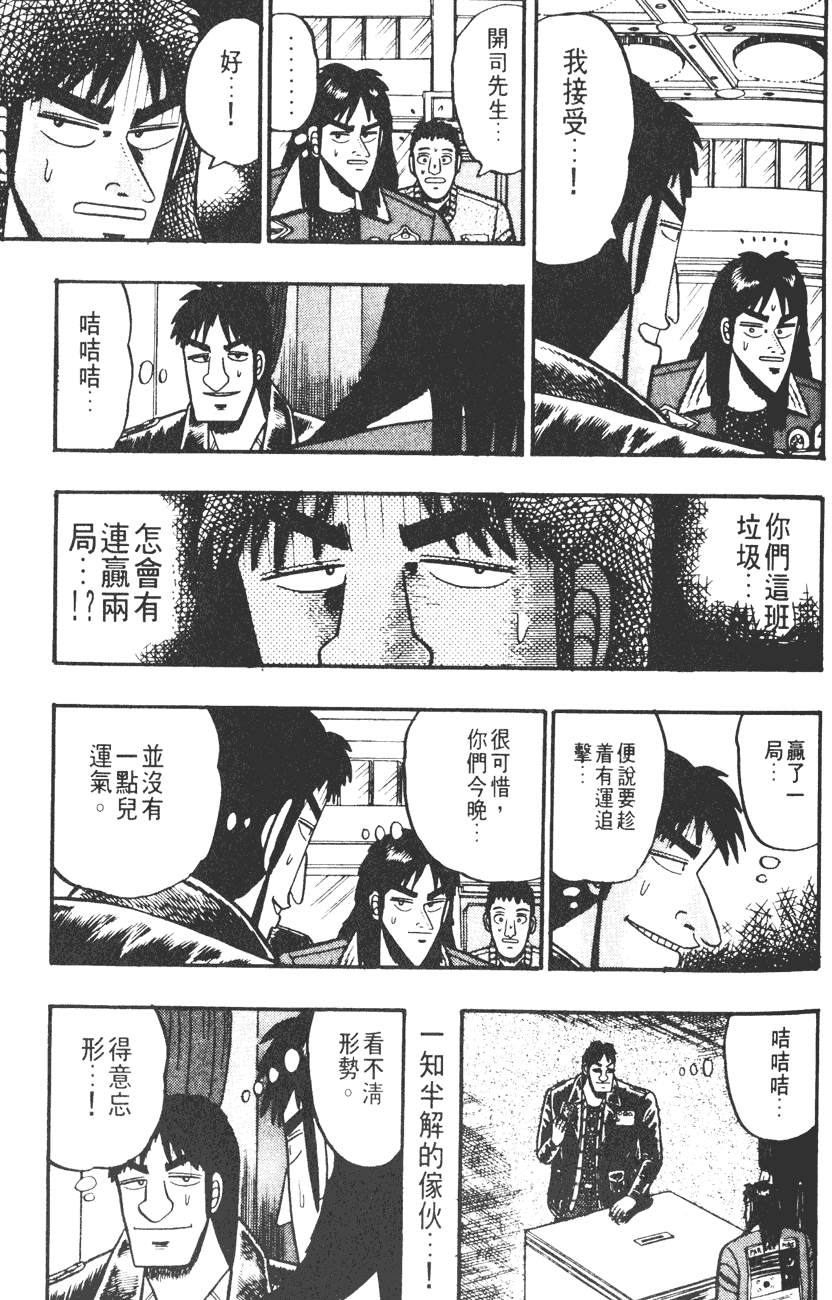 我接受…！
開司先生…
………
好…！
咭咭咭…
你們這班
垃圾…
怎會有
連贏兩
局…!?
贏了一
局…
便說要趁
着有運追
擊…
很可惜，
你們今晚…
並沒有
一點兒
運氣。
咭咭咭…
一知半解的傢伙…！
看不清
形勢。
得意忘
形…！